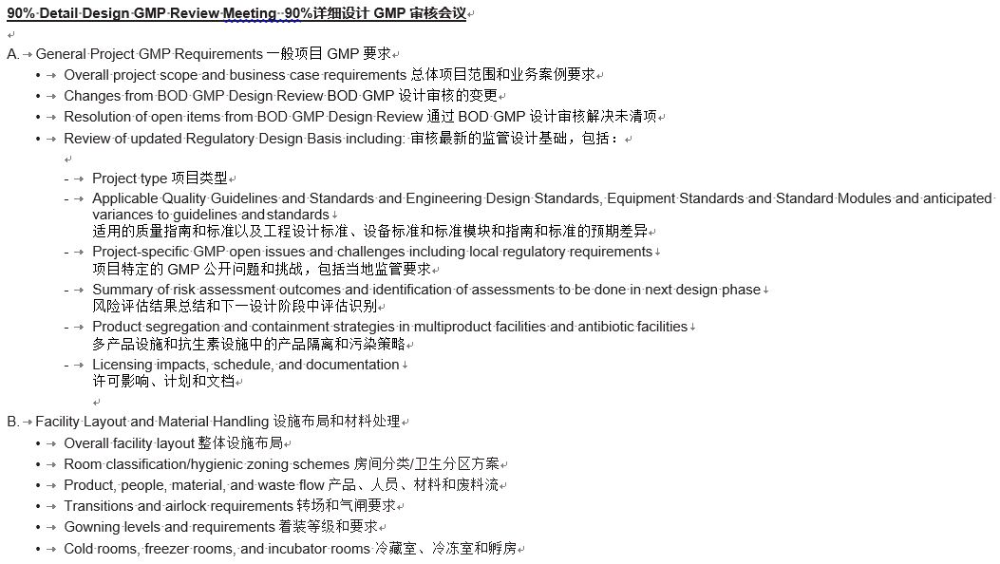 90% Detail Design GMP Review Meeting 90%详细设计 GMP 审核会议
A. General Project GMP Requirements 一般项目 GMP 要求
• Overall project scope and business case requirements 总体项目范围和业务案例要求
• Changes from BOD GMP Design Review BOD GMP 设计审核的变更
• Resolution of open items from BOD GMP Design Review 通过 BOD GMP 设计审核解决未清项
• Review of updated Regulatory Design Basis including: 审核最新的监管设计基础，包括：
- Project type 项目类型
- Applicable Quality Guidelines and Standards and Engineering Design Standards, Equipment Standards and Standard Modules and anticipated
variances to guidelines and standards
适用的质量指南和标准以及工程设计标准、设备标准和标准模块和指南和标准的预期差异
- Project-specific GMP open issues and challenges including local regulatory requirements
项目特定的 GMP 公开问题和挑战，包括当地监管要求
- Summary of risk assessment outcomes and identification of assessments to be done in next design phase
风险评估结果总结和下一设计阶段中评估识别
- Product segregation and containment strategies in multiproduct facilities and antibiotic facilities
多产品设施和抗生素设施中的产品隔离和污染策略
- Licensing impacts, schedule, and documentation
许可影响、计划和文档
B. Facility Layout and Material Handling 设施布局和材料处理
• Overall facility layout 整体设施布局
• Room classification/hygienic zoning schemes 房间分类/卫生分区方案
• Product, people, material, and waste flow 产品、人员、材料和废料流
• Transitions and airlock requirements 转场和气闸要求
• Gowning levels and requirements 着装等级和要求
• Cold rooms, freezer rooms, and incubator rooms 冷藏室、冷冻室和孵房